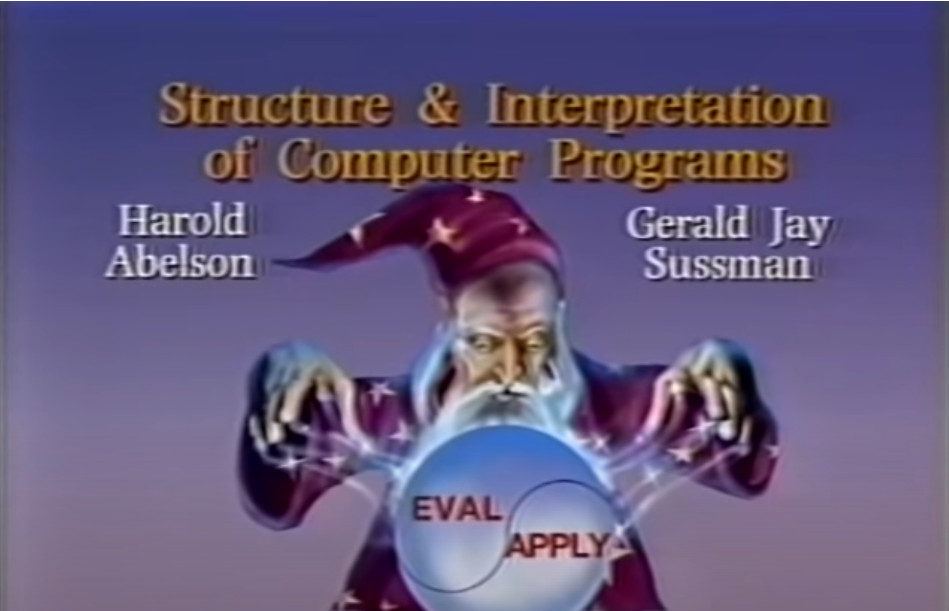 Structure & Interpretation
of Computer Programs
Harold
Abelson
Gerald Jay
Sussman
EVAL
APPLY